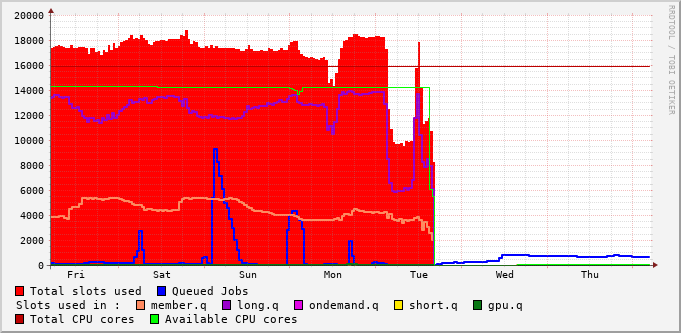 20000
18000
16000
14000
12000
10000
8000
6000
4000
2000
0
Fri Sat Sun Mon Tue Wed Thu
Total slots used Queued Jobs
Slots used in : member.q long.q ondemand.q short.q gpu.q
Total CPU cores Available CPU cores
RRDTOOL / TOBI OETIKER